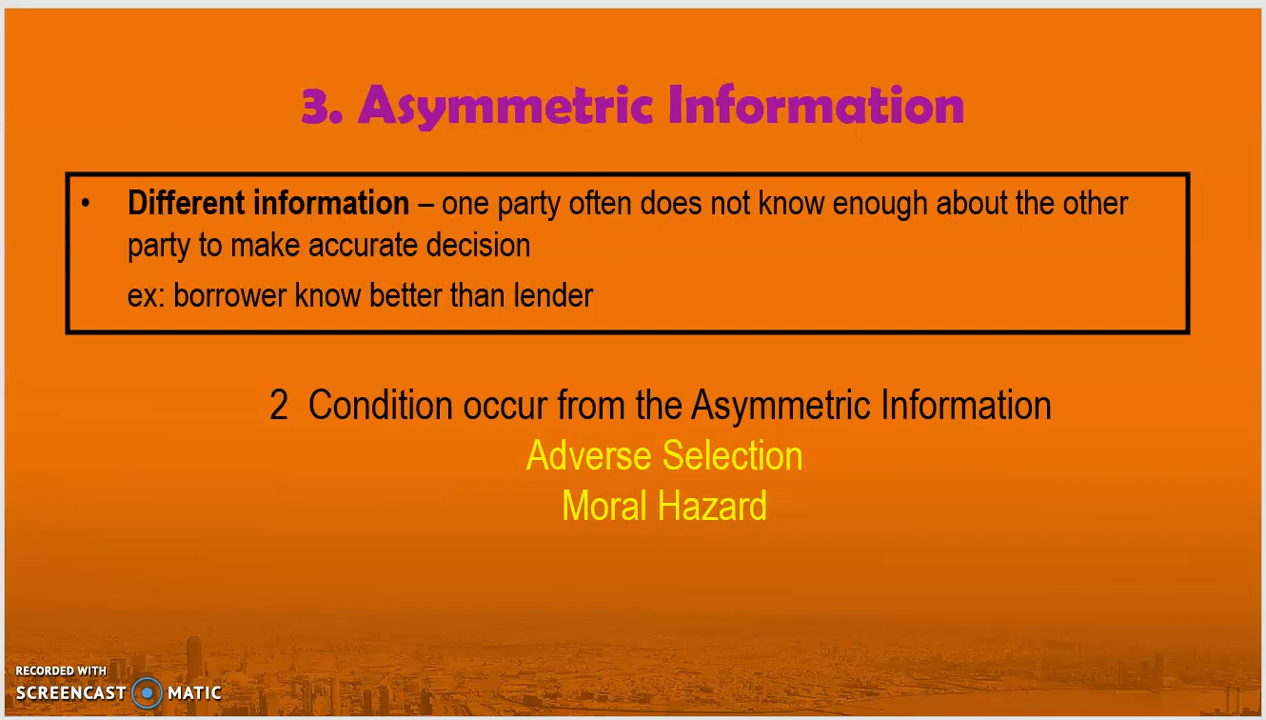 3. Asymmetric Information
• Different information – one party often does not know enough about the other
party to make accurate decision
ex: borrower know better than lender
2 Condition occur from the Asymmetric Information
Adverse Selection
Moral Hazard
RECORDED WITH
SCREENCAST MATIC